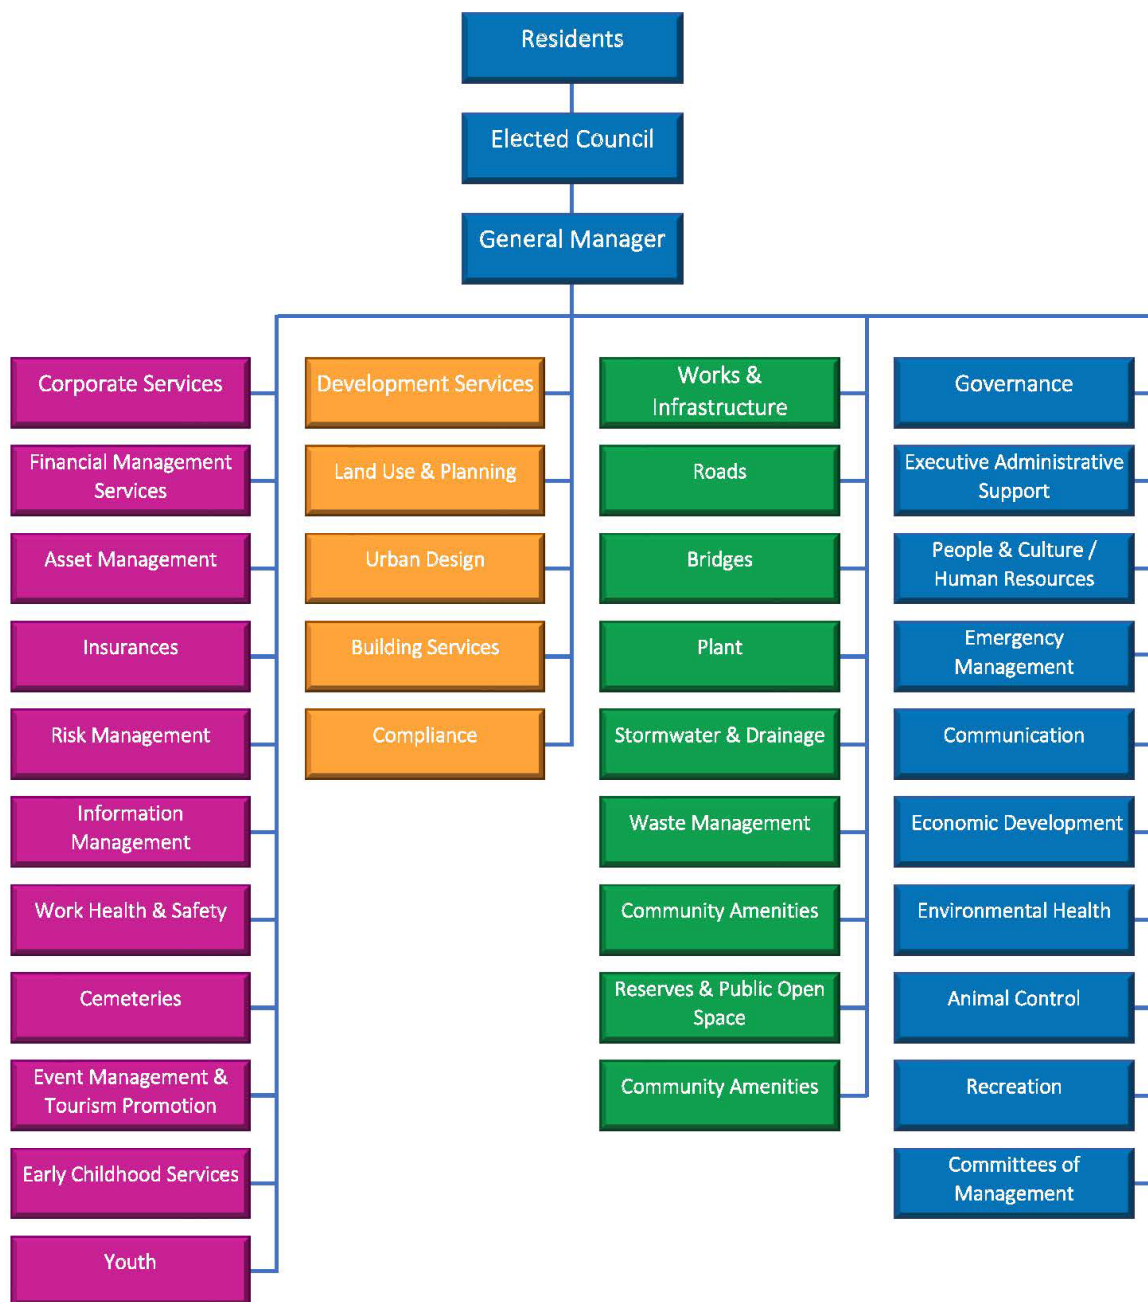 Residents
Elected Council
General Manager
Corporate Services
Financial Management
Services
Asset Management
Insurances
Risk Management
Information
Management
Work Health & Safety
Cemeteries
Event Management &
Tourism Promotion
Early Childhood Services
Youth
Development Services
Land Use & Planning
Urban Design
Building Services
Compliance
Works &
Infrastructure
Roads
Bridges
Plant
Stormwater & Drainage
Waste Management
Community Amenities
Reserves & Public Open
Space
Community Amenities
Governance
Executive Administrative
Support
People & Culture /
Human Resources
Emergency
Management
Communication
Economic Development
Environmental Health
Animal Control
Recreation
Committees of
Management